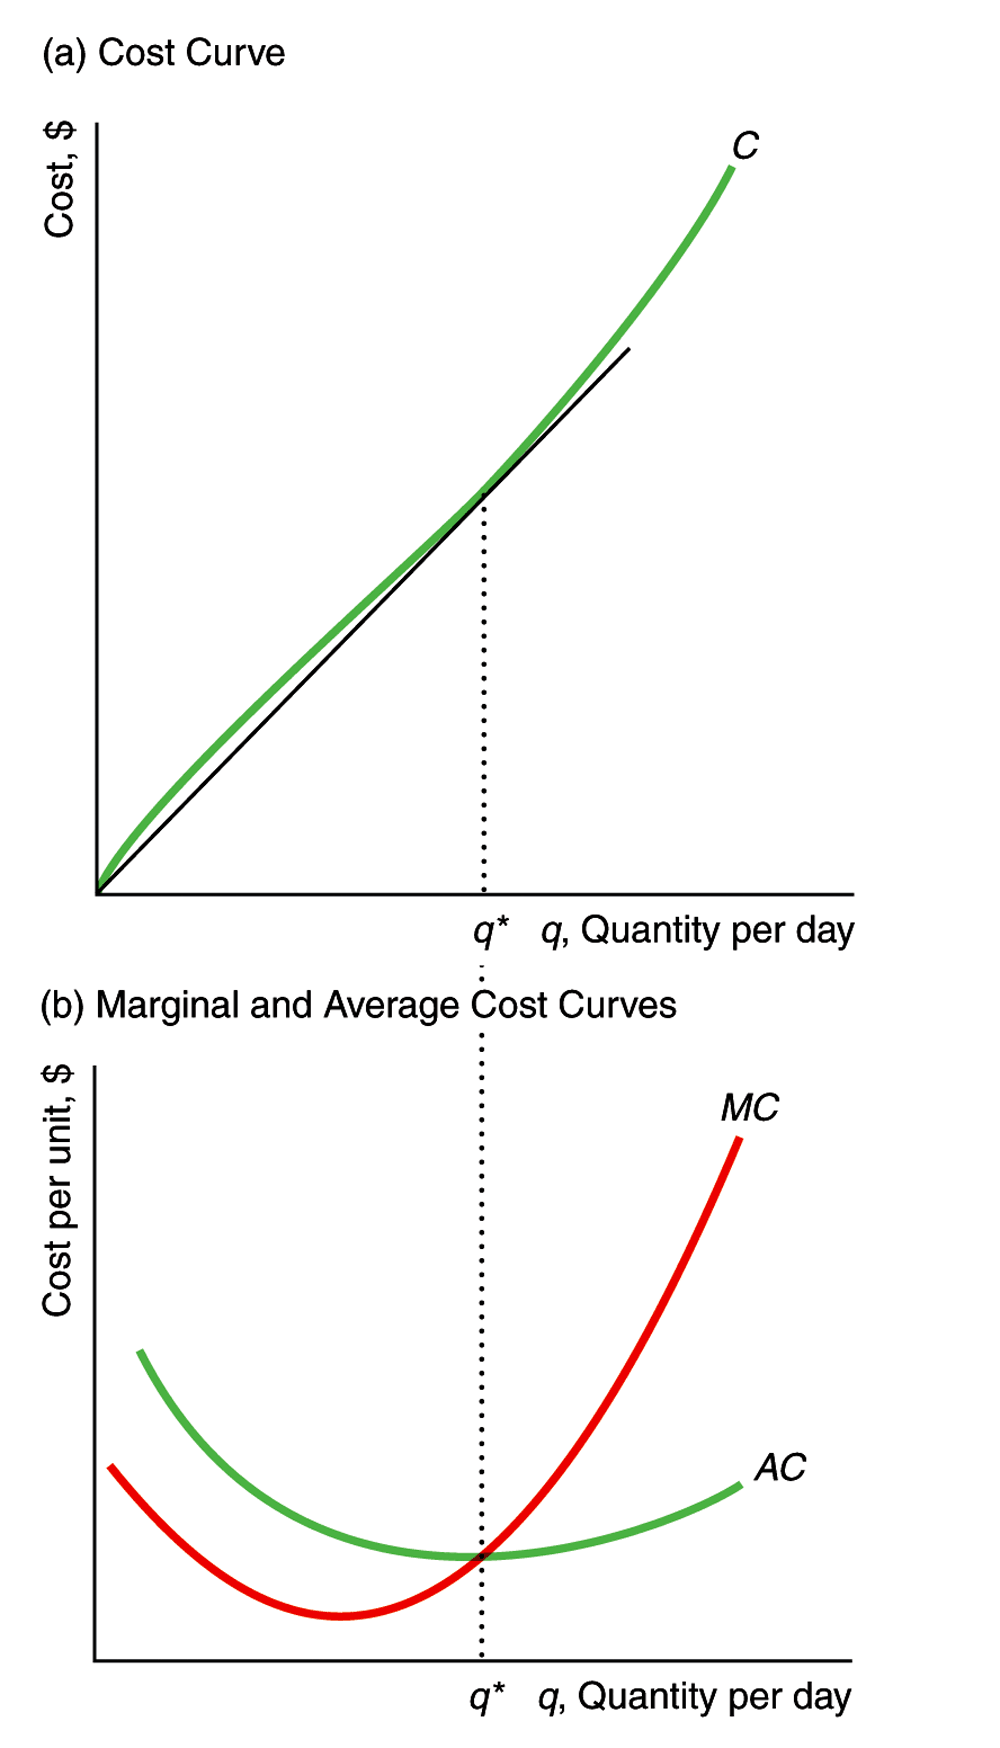 (a) Cost Curve
Cost, $
C
q* q, Quantity per day
(b) Marginal and Average Cost Curves
Cost per unit, $
MC
AC
q* q, Quantity per day